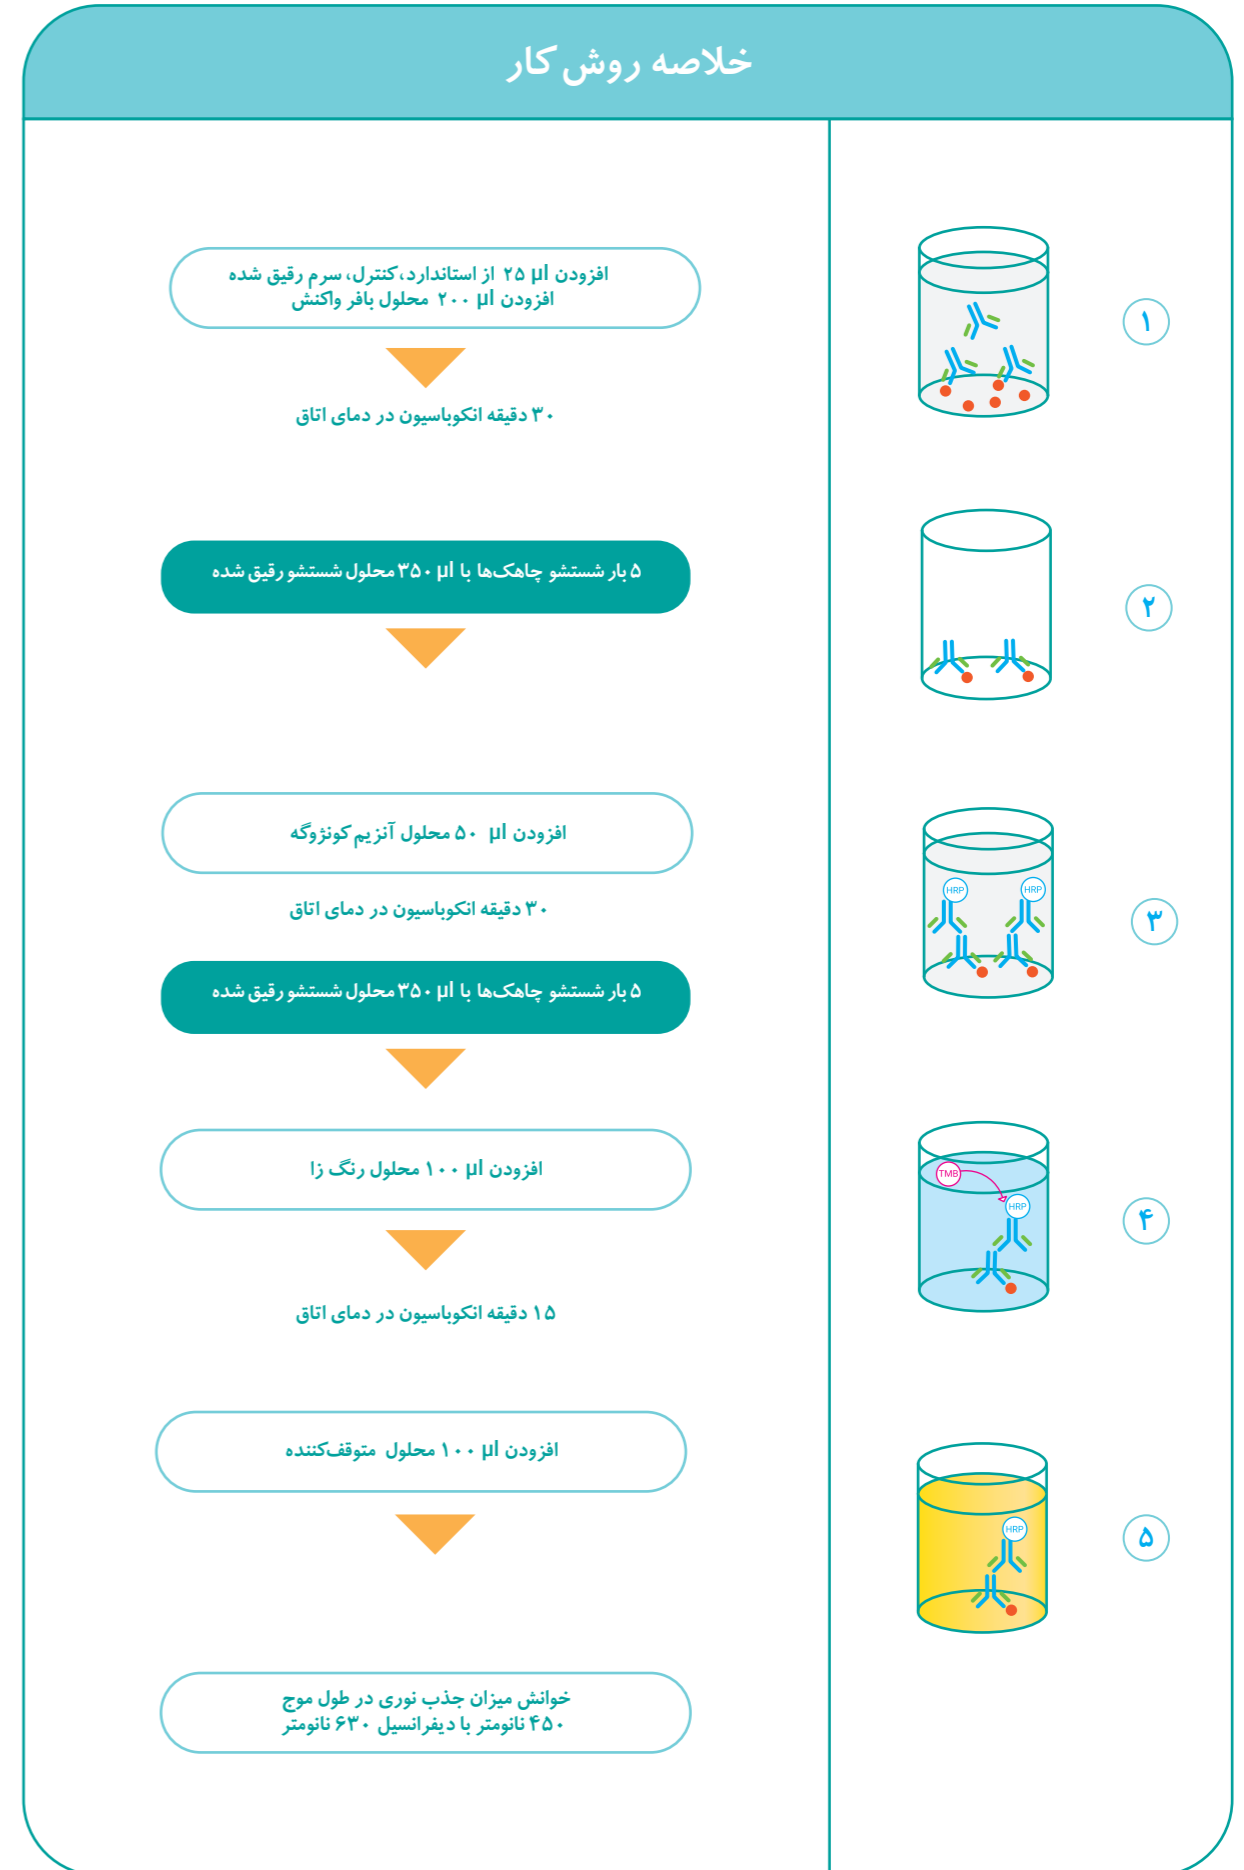 خلاصه روش کار
افزودن ۲۵ µl از استاندارد، کنترل، سرم رقیق شده
افزودن ۲۰۰ µl محلول بافر واکنش
۳۰ دقیقه انکوباسیون در دمای اتاق
۱
۵ بار شستشو چاهک‌ها با ۳۵۰ µl محلول شستشو رقیق شده
۲
افزودن ۵۰ µl محلول آنزیم کونژوگه
۳۰ دقیقه انکوباسیون در دمای اتاق
۵ بار شستشو چاهک‌ها با ۳۵۰ µl محلول شستشو رقیق شده
HRP
HRP
۳
افزودن ۱۰۰ µl محلول رنگ زا
۱۵ دقیقه انکوباسیون در دمای اتاق
TMB
HRP
۴
افزودن ۱۰۰ µl محلول متوقف‌کننده
HRP
۵
خوانش میزان جذب نوری در طول موج
۴۵۰ نانومتر با دیفرانسیل ۶۳۰ نانومتر